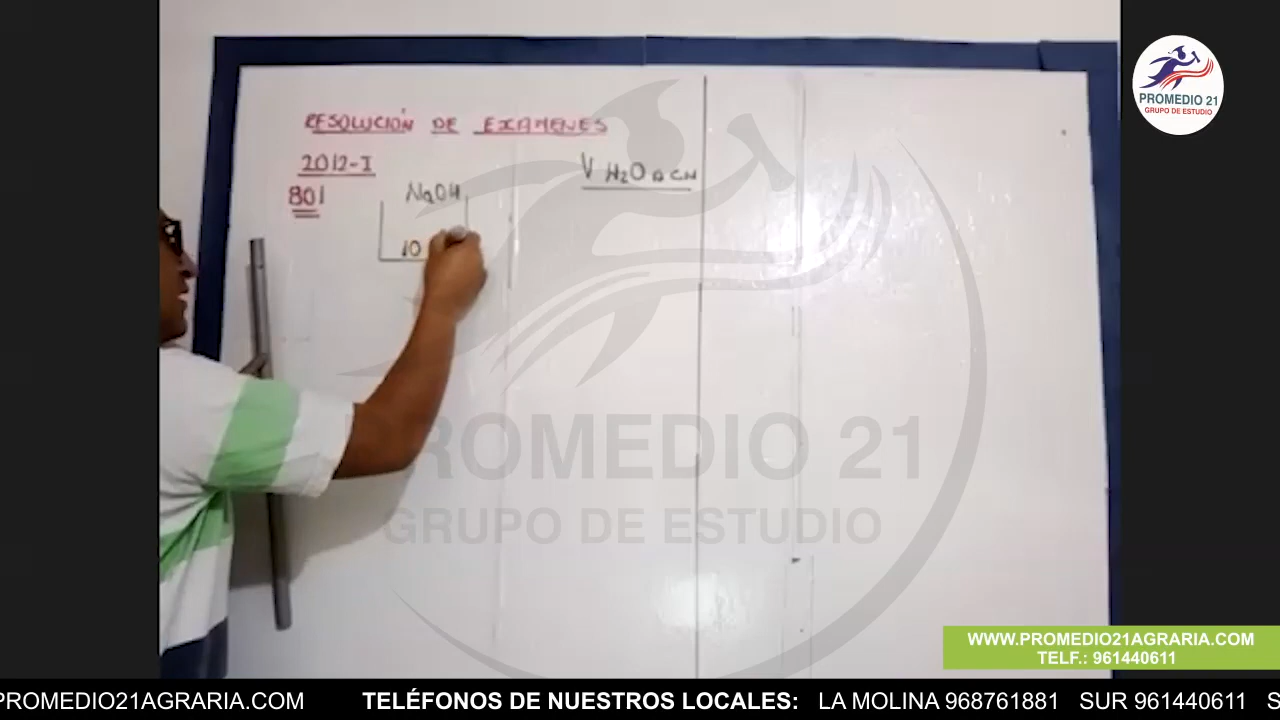 RESOLUCIÓN DE EXAMENES
2012-I
801
NaOH
V H₂O
10
PROMEDIO 21
GRUPO DE ESTUDIO
PROMEDIO 21
GRUPO DE ESTUDIO
WWW.PROMEDIO21AGRARIA.COM
TELF.: 961440611
PROMEDIO21AGRARIA.COM TELÉFONOS DE NUESTROS LOCALES: LA MOLINA 968761881 SUR 961440611 S